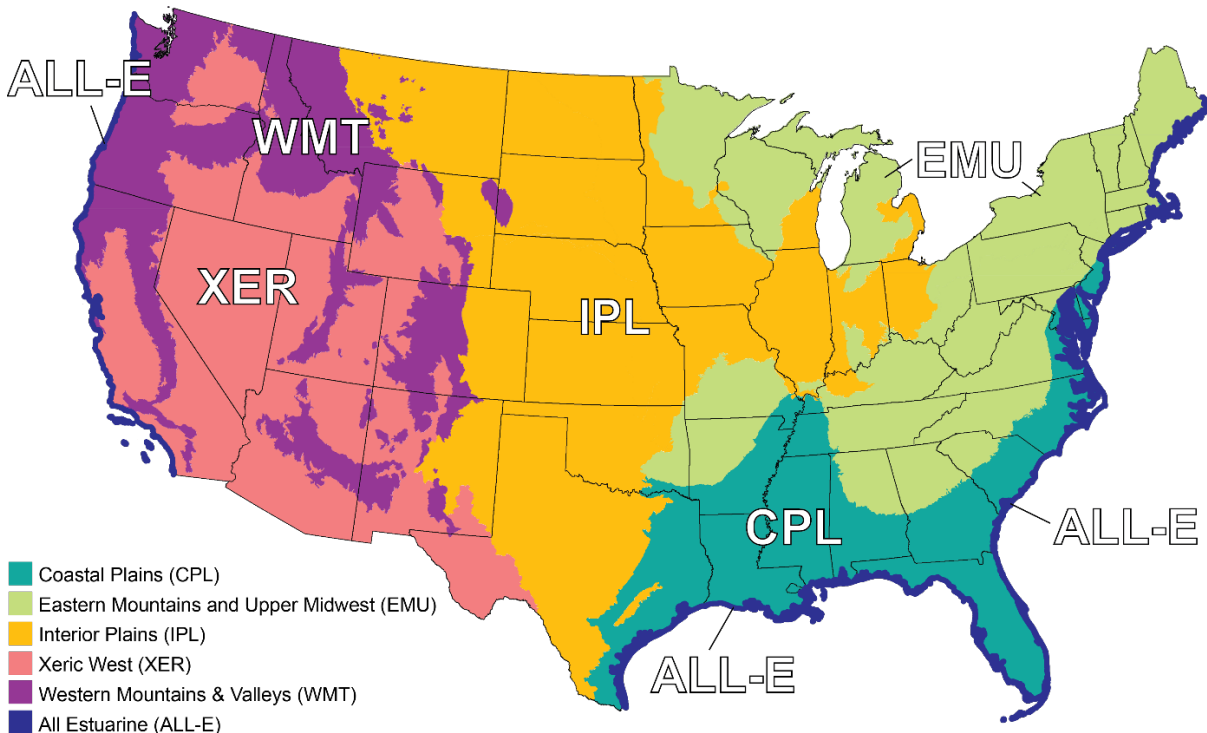 ALL-E
WMT
EMU
XER
IPL
CPL
ALL-E
ALL-E
Coastal Plains (CPL)
Eastern Mountains and Upper Midwest (EMU)
Interior Plains (IPL)
Xeric West (XER)
Western Mountains & Valleys (WMT)
All Estuarine (ALL-E)